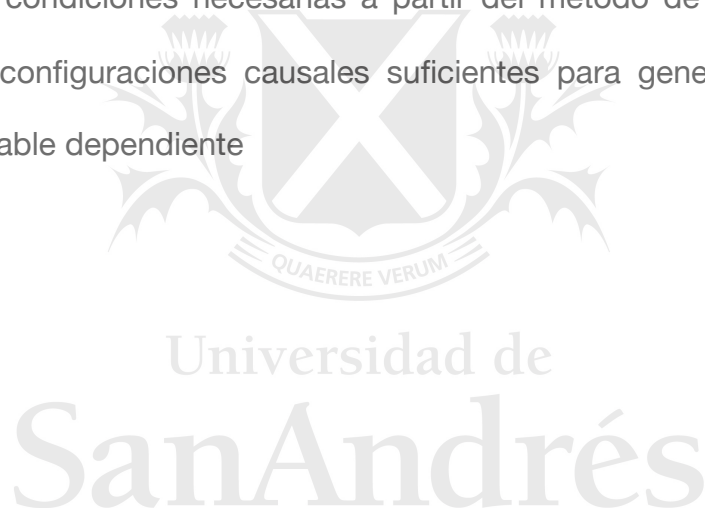 condiciones necesarias a partir del método de
configuraciones causales suficientes para gene
able dependiente
QUAERERE VERUM
Universidad de
SanAndrés